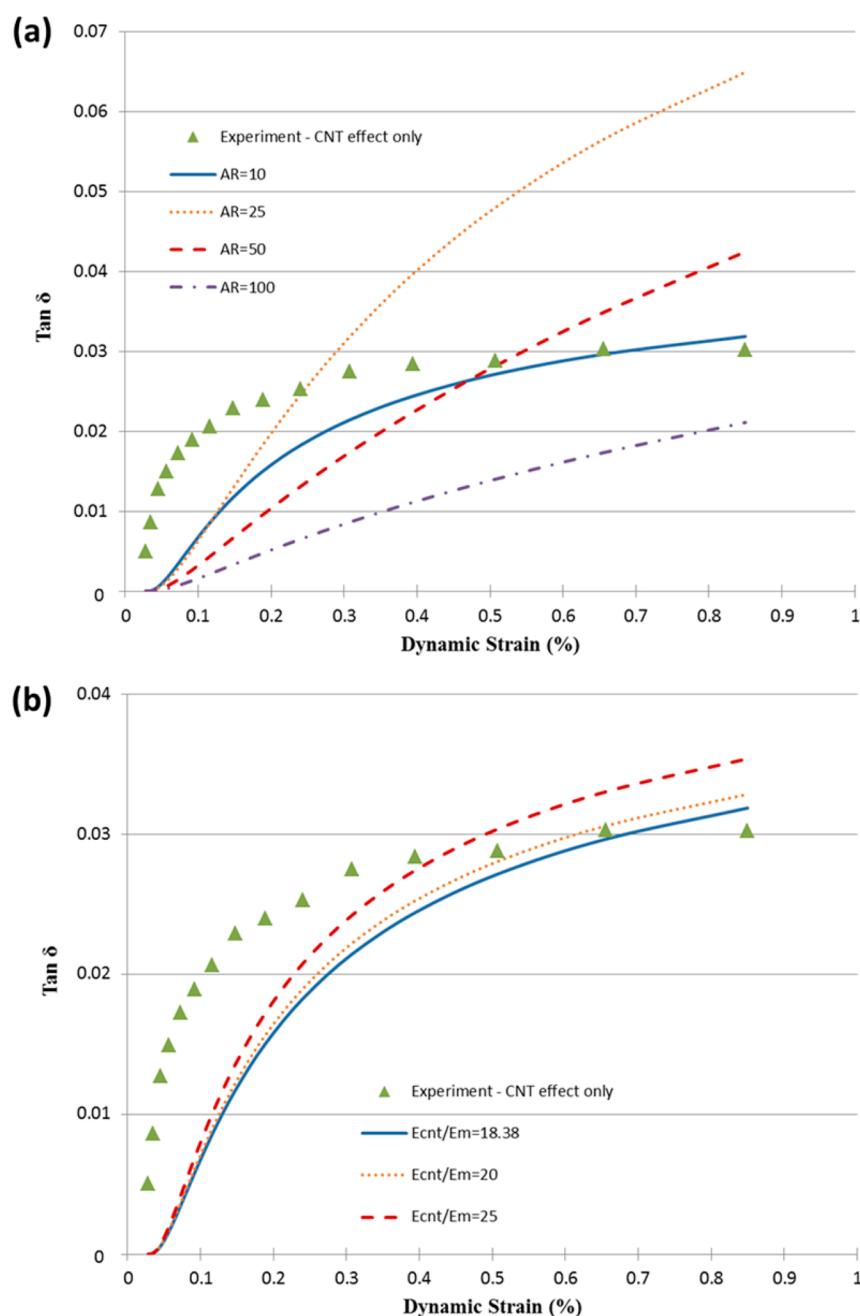 (a)
0.07
0.06
0.05
0.04
0.03
0.02
0.01
0
Tan δ
Experiment - CNT effect only
AR=10
AR=25
AR=50
AR=100
0 0.1 0.2 0.3 0.4 0.5 0.6 0.7 0.8 0.9 1
Dynamic Strain (%)
(b)
0.04
0.03
0.02
0.01
0
Tan δ
Experiment - CNT effect only
Ecnt/Em=18.38
Ecnt/Em=20
Ecnt/Em=25
0 0.1 0.2 0.3 0.4 0.5 0.6 0.7 0.8 0.9 1
Dynamic Strain (%)